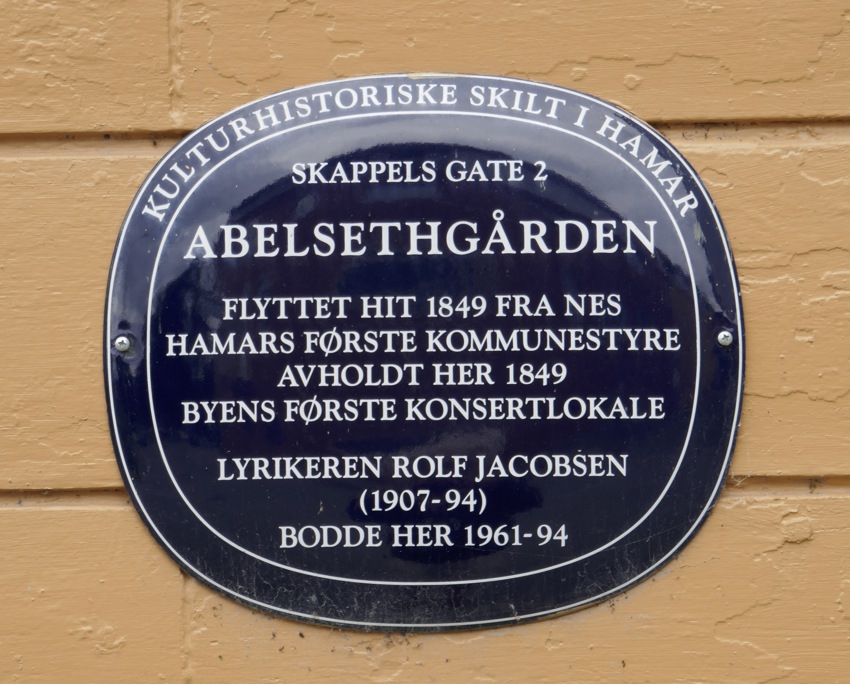 KULTURHISTORISKE SKILT I HAMAR
SKAPPELS GATE 2
ABELSETHGÅRDEN
FLYTTET HIT 1849 FRA NES
HAMARS FØRSTE KOMMUNESTYRE
AVHOLDT HER 1849
BYENS FØRSTE KONSERTLOKALE
LYRIKEREN ROLF JACOBSEN
(1907-94)
BODDE HER 1961-94